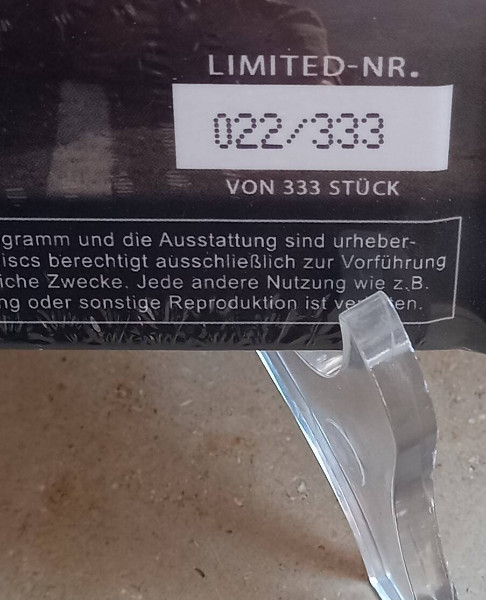 LIMITED-NR.
022/333
VON 333 STÜCK
gramm und die Ausstattung sind urheber-
iscs berechtigt ausschließlich zur Vorführung
iche Zwecke. Jede andere Nutzung wie z.B.
ng oder sonstige Reproduktion ist